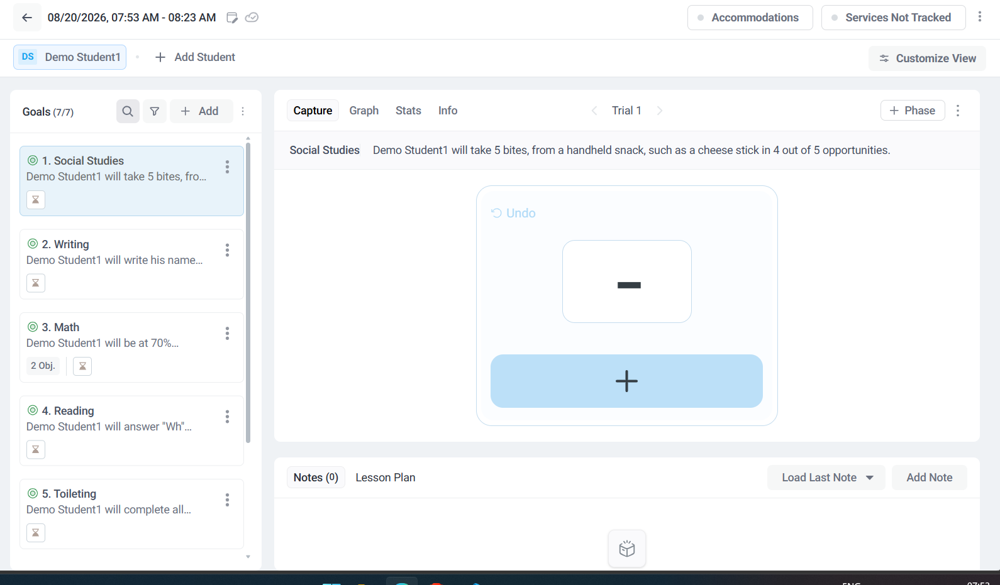 08/20/2026, 07:53 AM - 08:23 AM
Accommodations
Services Not Tracked
DS Demo Student1
Add Student
Customize View
Goals (7/7)
Add
1. Social Studies
Demo Student1 will take 5 bites, fro...
2. Writing
Demo Student1 will write his name...
3. Math
Demo Student1 will be at 70%...
2 Obj.
4. Reading
Demo Student1 will answer "Wh"...
5. Toileting
Demo Student1 will complete all...
Capture
Graph
Stats
Info
Trial 1
Phase
Social Studies Demo Student1 will take 5 bites, from a handheld snack, such as a cheese stick in 4 out of 5 opportunities.
Undo
Notes (0)
Lesson Plan
Load Last Note
Add Note